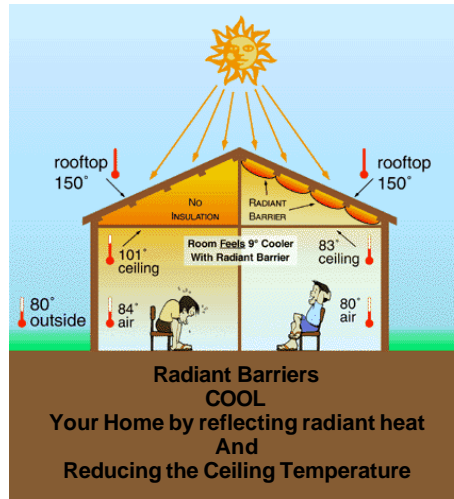 rooftop
150°
rooftop
150°
NO
INSULATION
RADIANT
BARRIER
Room Feels 9° Cooler
With Radiant Barrier
101°
ceiling
83°
ceiling
80°
outside
84°
air
80°
air
Radiant Barriers
COOL
Your Home by reflecting radiant heat
And
Reducing the Ceiling Temperature